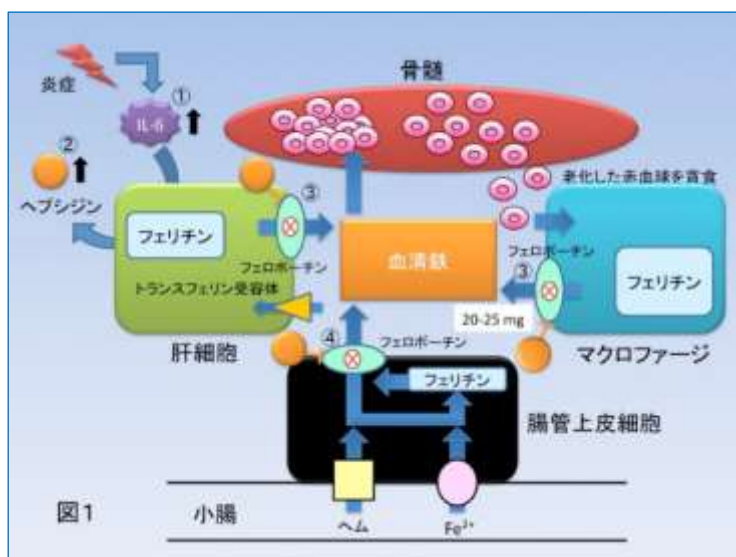 骨髄
炎症
①
IL-6
②
ヘプシジン
老化した赤血球を貪食
フェリチン
③
フェロポーチン
トランスフェリン受容体
肝細胞
血清鉄
フェロポーチン
③
フェリチン
20-25 mg
マクロファージ
④
フェロポーチン
フェリチン
腸管上皮細胞
図1
小腸
ヘム
Fe²⁺